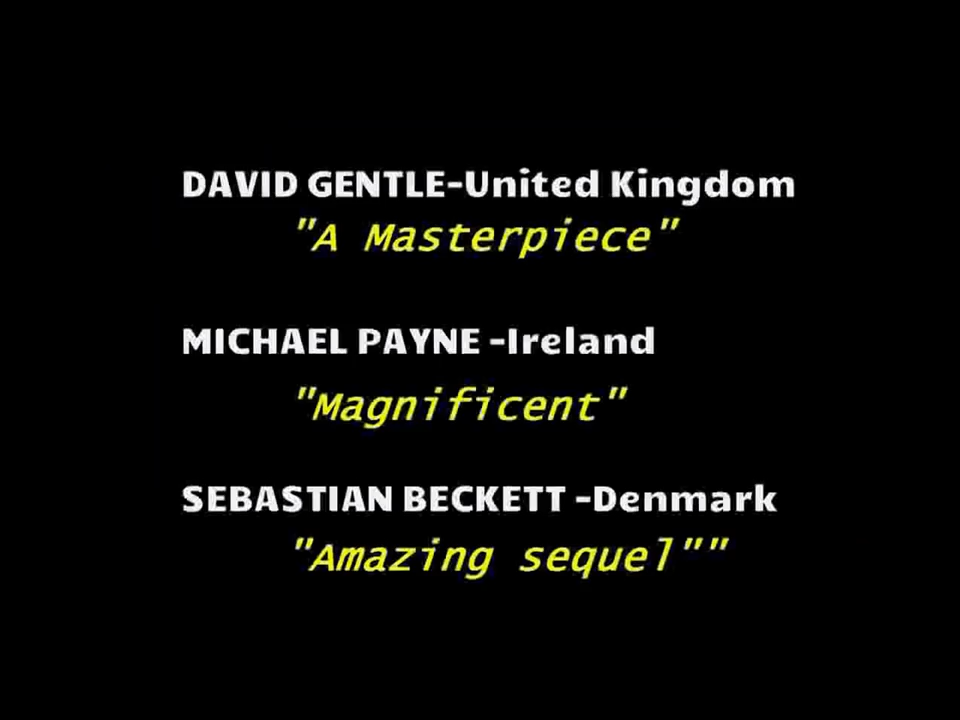 DAVID GENTLE-United Kingdom
"A Masterpiece"
MICHAEL PAYNE -Ireland
"Magnificent"
SEBASTIAN BECKETT -Denmark
"Amazing sequel""